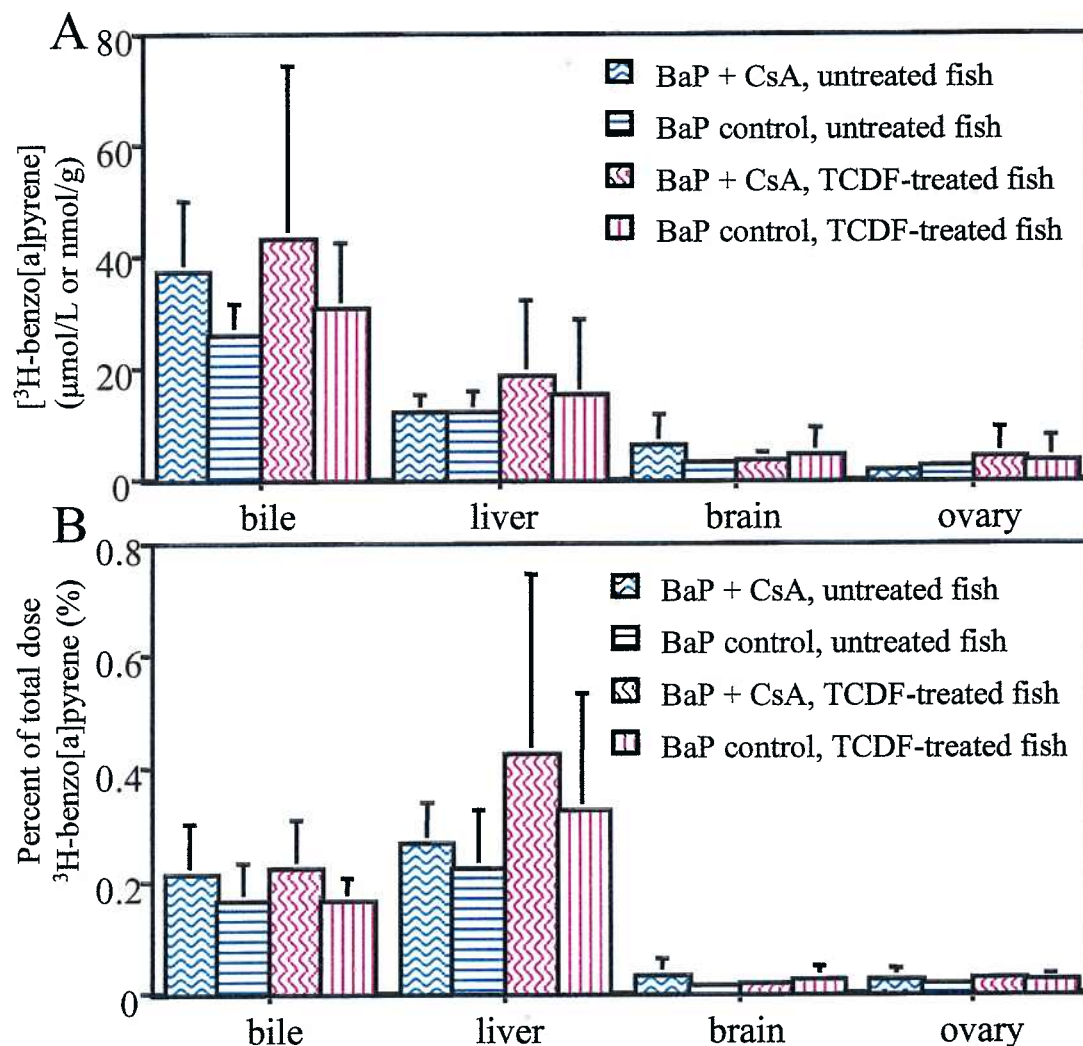 A
80
60
40
20
0
[³H-benzo[a]pyrene]
(μmol/L or nmol/g)
BaP + CsA, untreated fish
BaP control, untreated fish
BaP + CsA, TCDF-treated fish
BaP control, TCDF-treated fish
bile liver brain ovary
B
0.8
0.6
0.4
0.2
0
Percent of total dose
³H-benzo[a]pyrene (%)
BaP + CsA, untreated fish
BaP control, untreated fish
BaP + CsA, TCDF-treated fish
BaP control, TCDF-treated fish
bile liver brain ovary